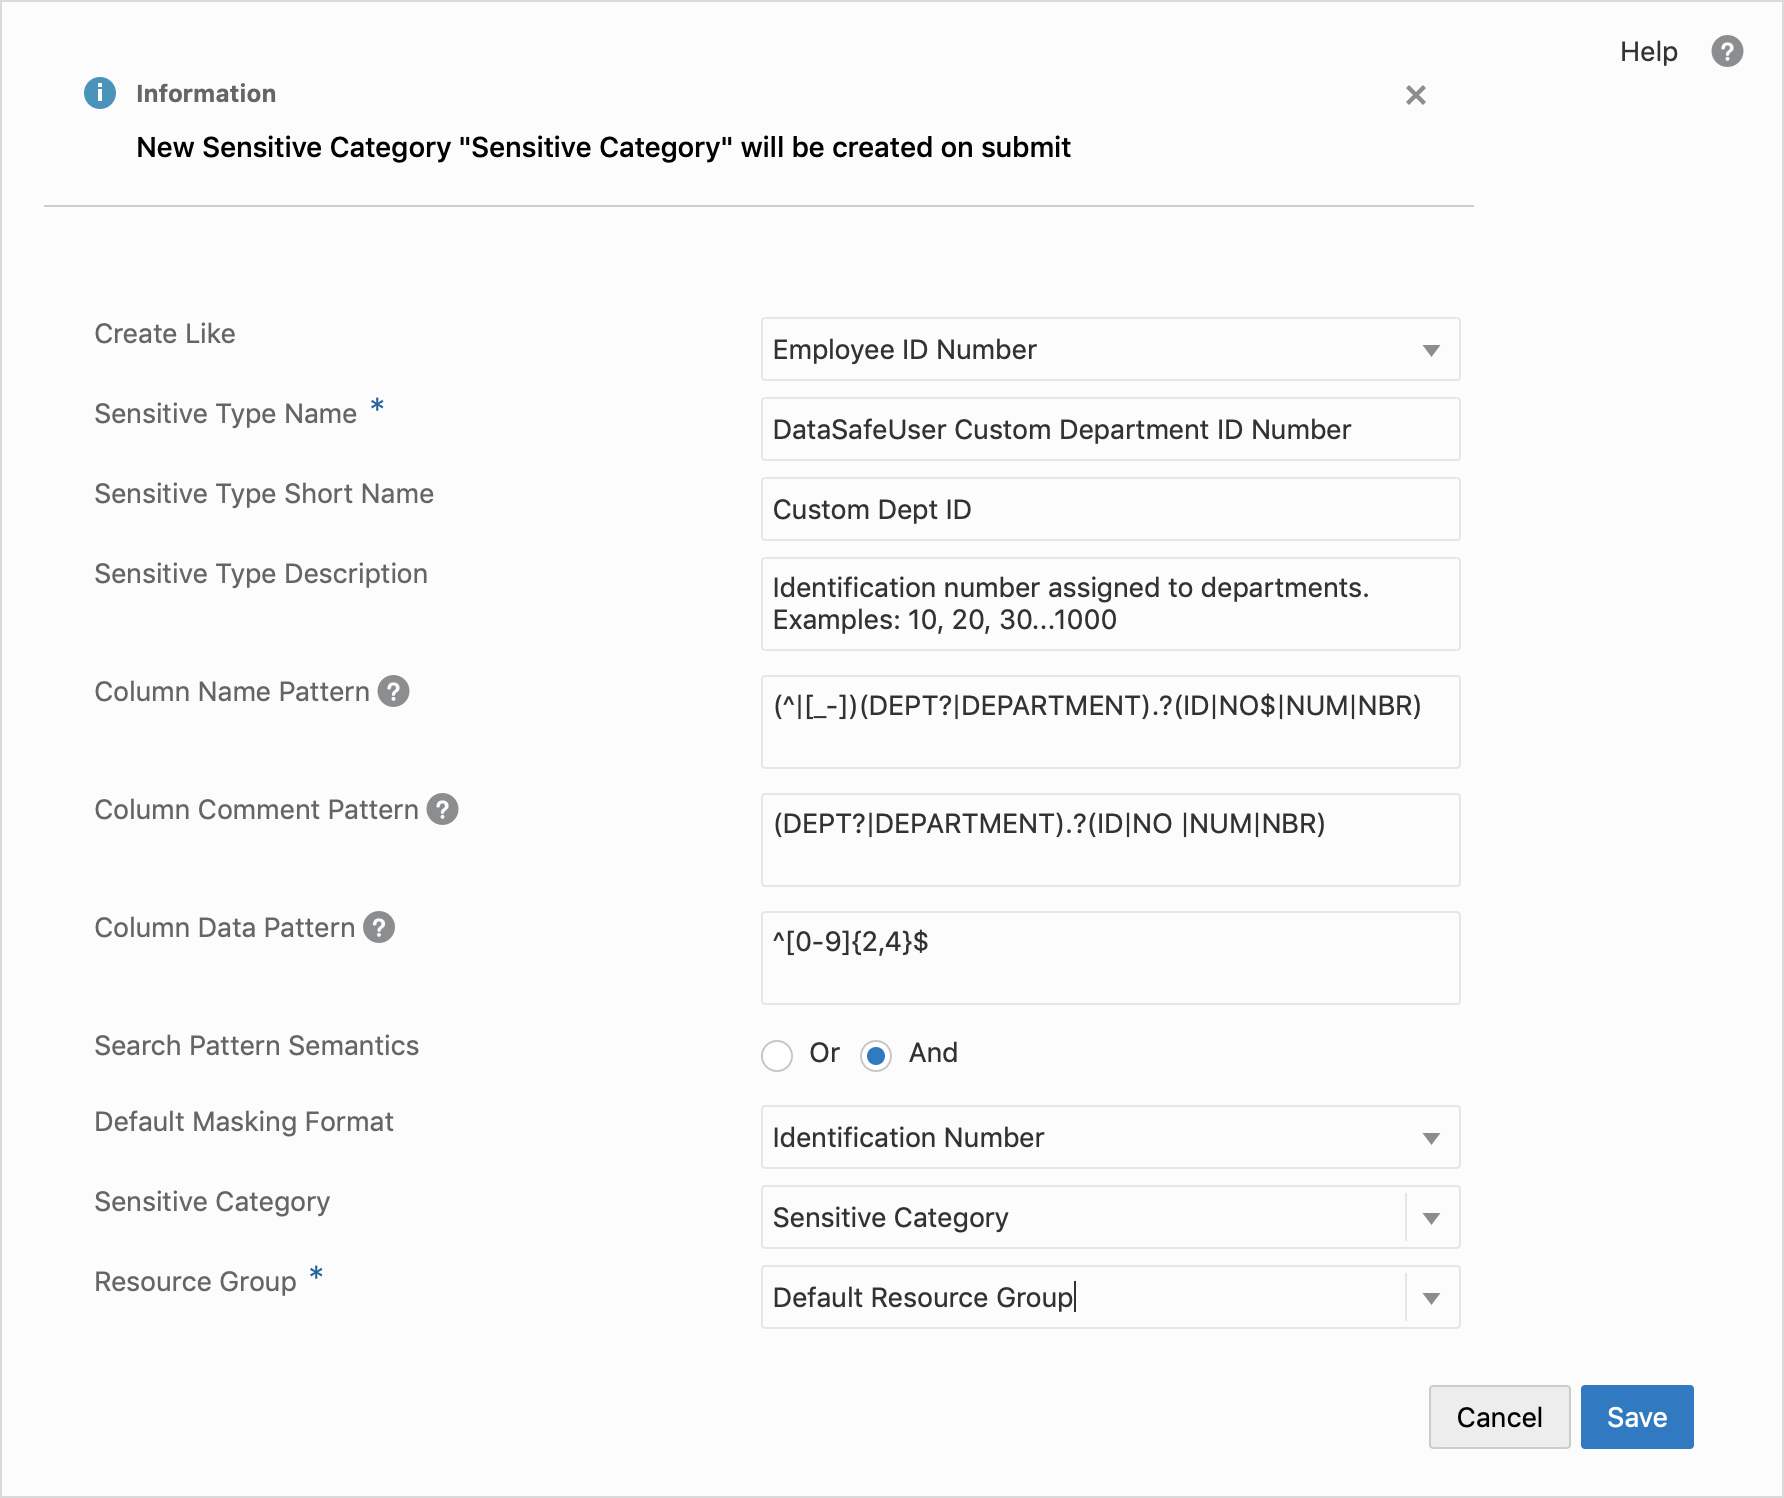 Help
Information
New Sensitive Category "Sensitive Category" will be created on submit
Create Like
Employee ID Number
Sensitive Type Name *
DataSafeUser Custom Department ID Number
Sensitive Type Short Name
Custom Dept ID
Sensitive Type Description
Identification number assigned to departments.
Examples: 10, 20, 30...1000
Column Name Pattern
(^|[_-])(DEPT?|DEPARTMENT).?(ID|NO$|NUM|NBR)
Column Comment Pattern
(DEPT?|DEPARTMENT).?(ID|NO |NUM|NBR)
Column Data Pattern
^[0-9]{2,4}$
Search Pattern Semantics
Or And
Default Masking Format
Identification Number
Sensitive Category
Sensitive Category
Resource Group *
Default Resource Group
Cancel Save